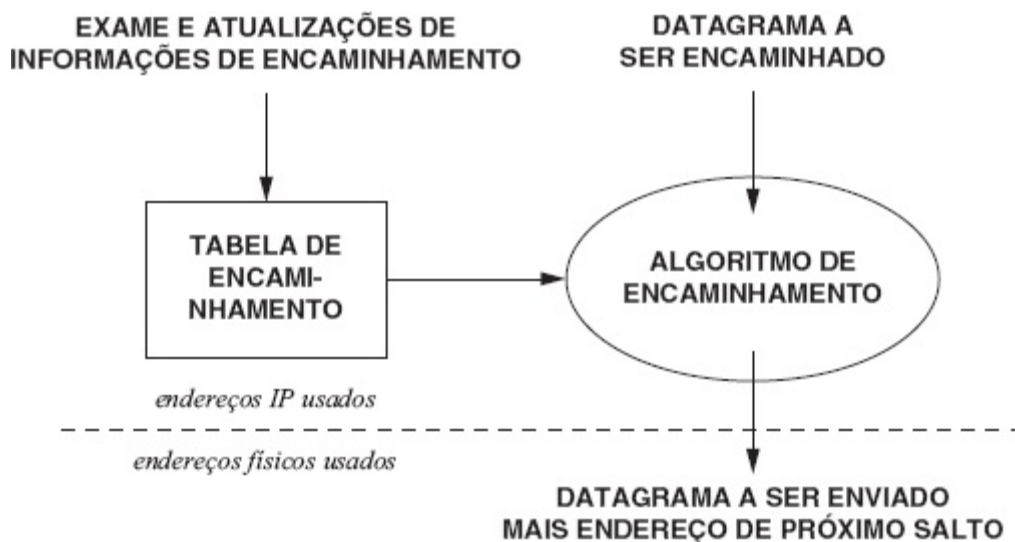 EXAME E ATUALIZAÇÕES DE
INFORMAÇÕES DE ENCAMINHAMENTO
DATAGRAMA A
SER ENCAMINHADO
TABELA DE
ENCAMI-
NHAMENTO
ALGORITMO DE
ENCAMINHAMENTO
endereços IP usados
endereços físicos usados
DATAGRAMA A SER ENVIADO
MAIS ENDEREÇO DE PRÓXIMO SALTO